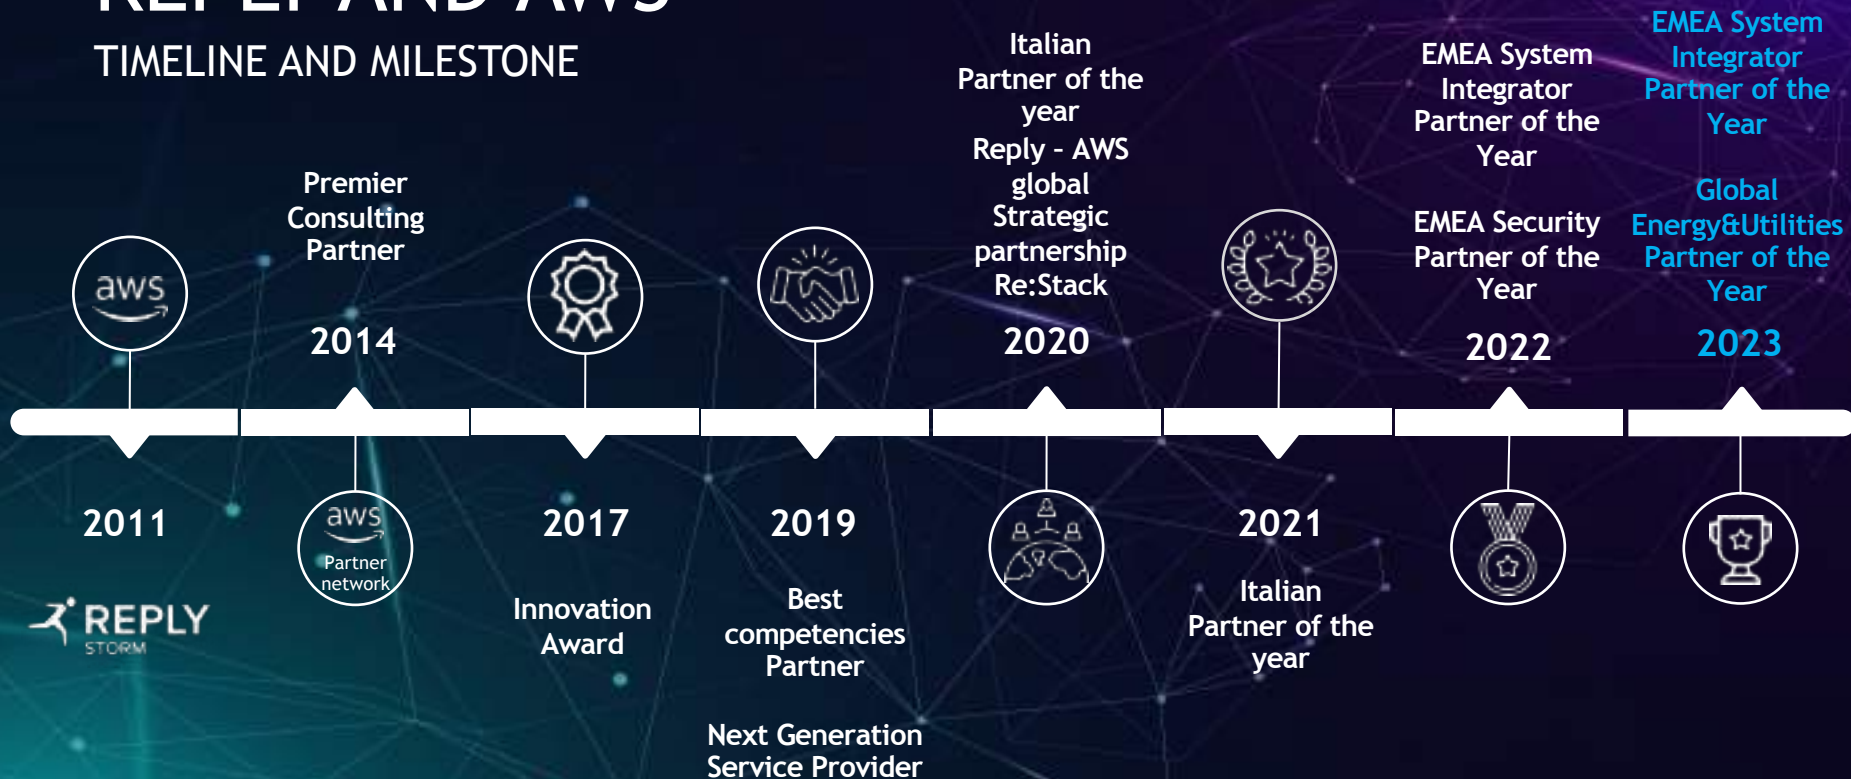 REPLY AND AWS
TIMELINE AND MILESTONE
aws
2011
REPLY
STORM
Premier
Consulting
Partner
2014
aws
Partner
network
2017
Innovation
Award
2019
Best
competencies
Partner
Next Generation
Service Provider
Italian
Partner of the
year
Reply – AWS
global
Strategic
partnership
Re:Stack
2020
2021
Italian
Partner of the
year
EMEA System
Integrator
Partner of the
Year
EMEA Security
Partner of the
Year
2022
EMEA System
Integrator
Partner of the
Year
Global
Energy&Utilities
Partner of the
Year
2023